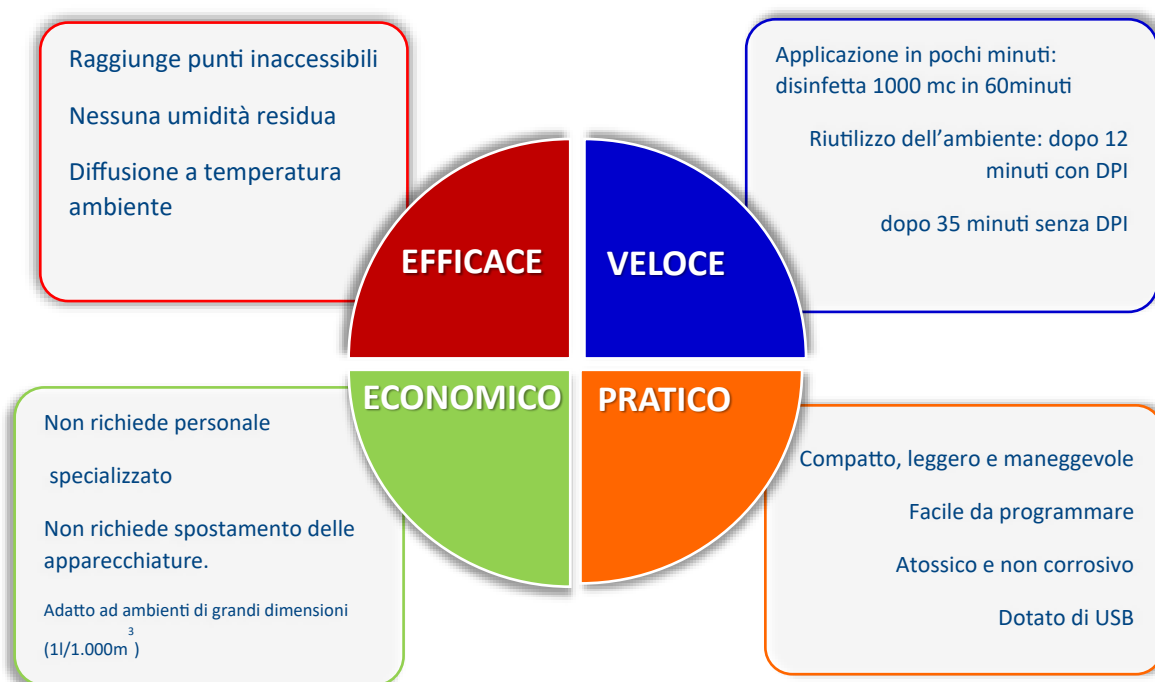 Raggiunge punti inaccessibili
Nessuna umidità residua
Diffusione a temperatura
ambiente
Applicazione in pochi minuti:
disinfetta 1000 mc in 60minuti
Riutilizzo dell'ambiente: dopo 12
minuti con DPI
dopo 35 minuti senza DPI
EFFICACE
VELOCE
ECONOMICO
PRATICO
Non richiede personale
specializzato
Non richiede spostamento delle
apparecchiature.
Adatto ad ambienti di grandi dimensioni
(1l/1.000m³)
Compatto, leggero e maneggevole
Facile da programmare
Atossico e non corrosivo
Dotato di USB